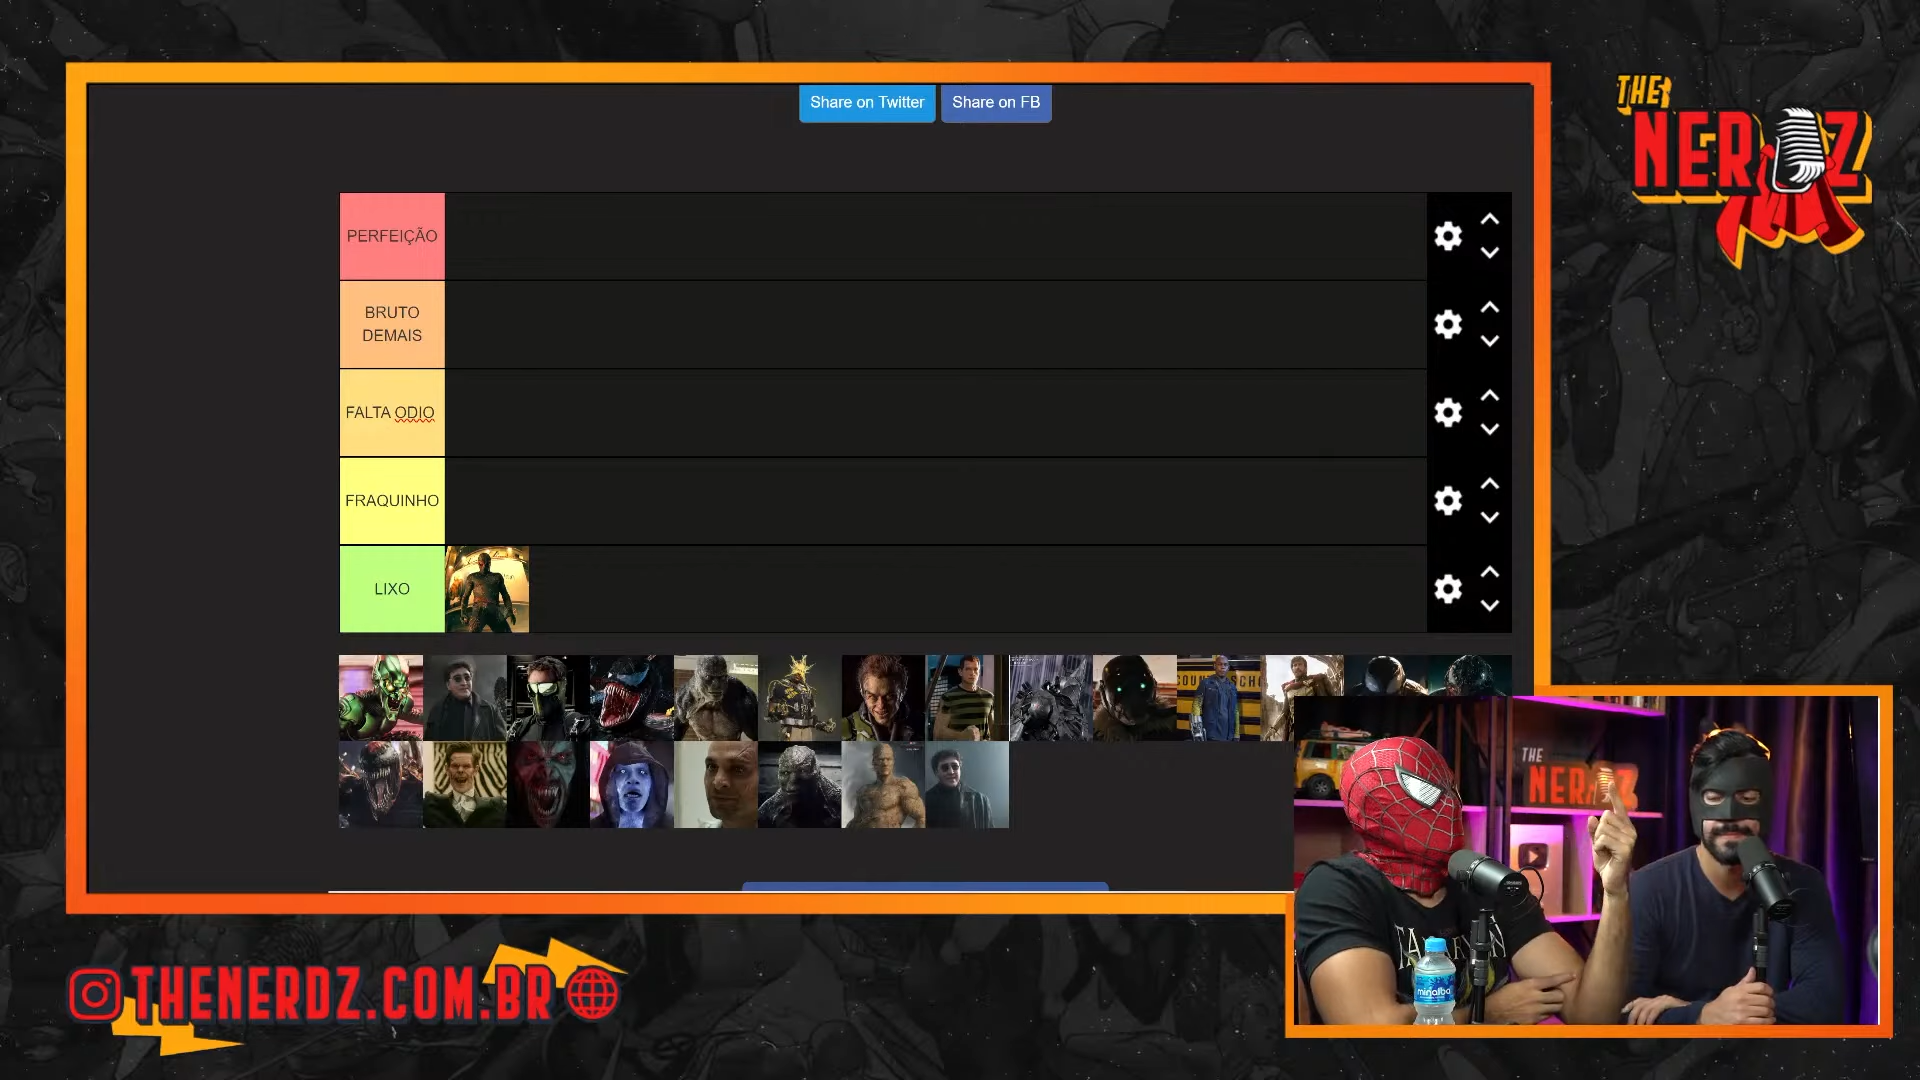 Share on Twitter
Share on FB
THE
NERDZ
PERFEIÇÃO
BRUTO
DEMAIS
FALTA ODIO
FRAQUINHO
LIXO
THE
NERDZ
minalba
THENERDZ.COM.BR